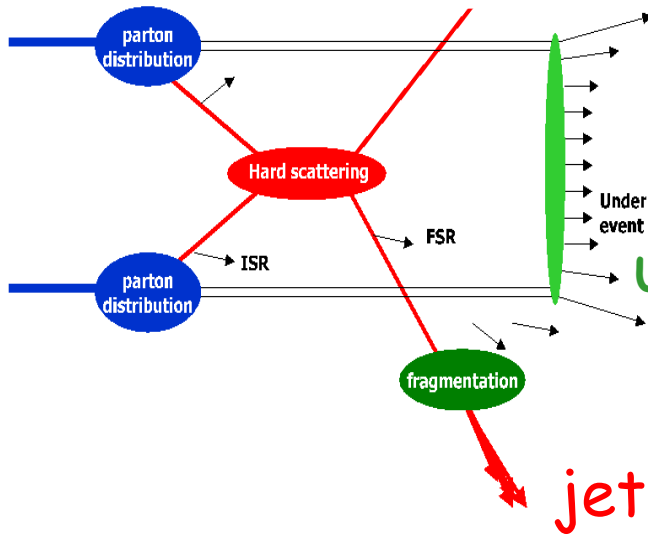 parton
distribution
Hard scattering
Under
event
FSR
ISR
parton
distribution
fragmentation
jet